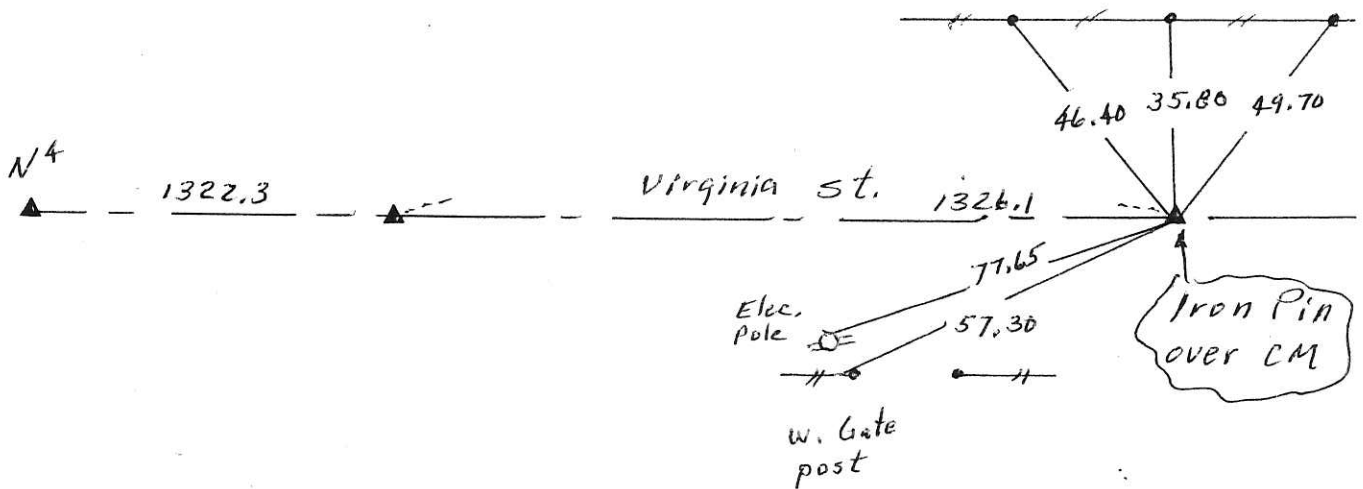 46.40 35.80 49.70
N 4
1322.3 Virginia St. 1326.1
77.65
Elec.
Pole
57.30
Iron Pin
over CM
W. Gate
post